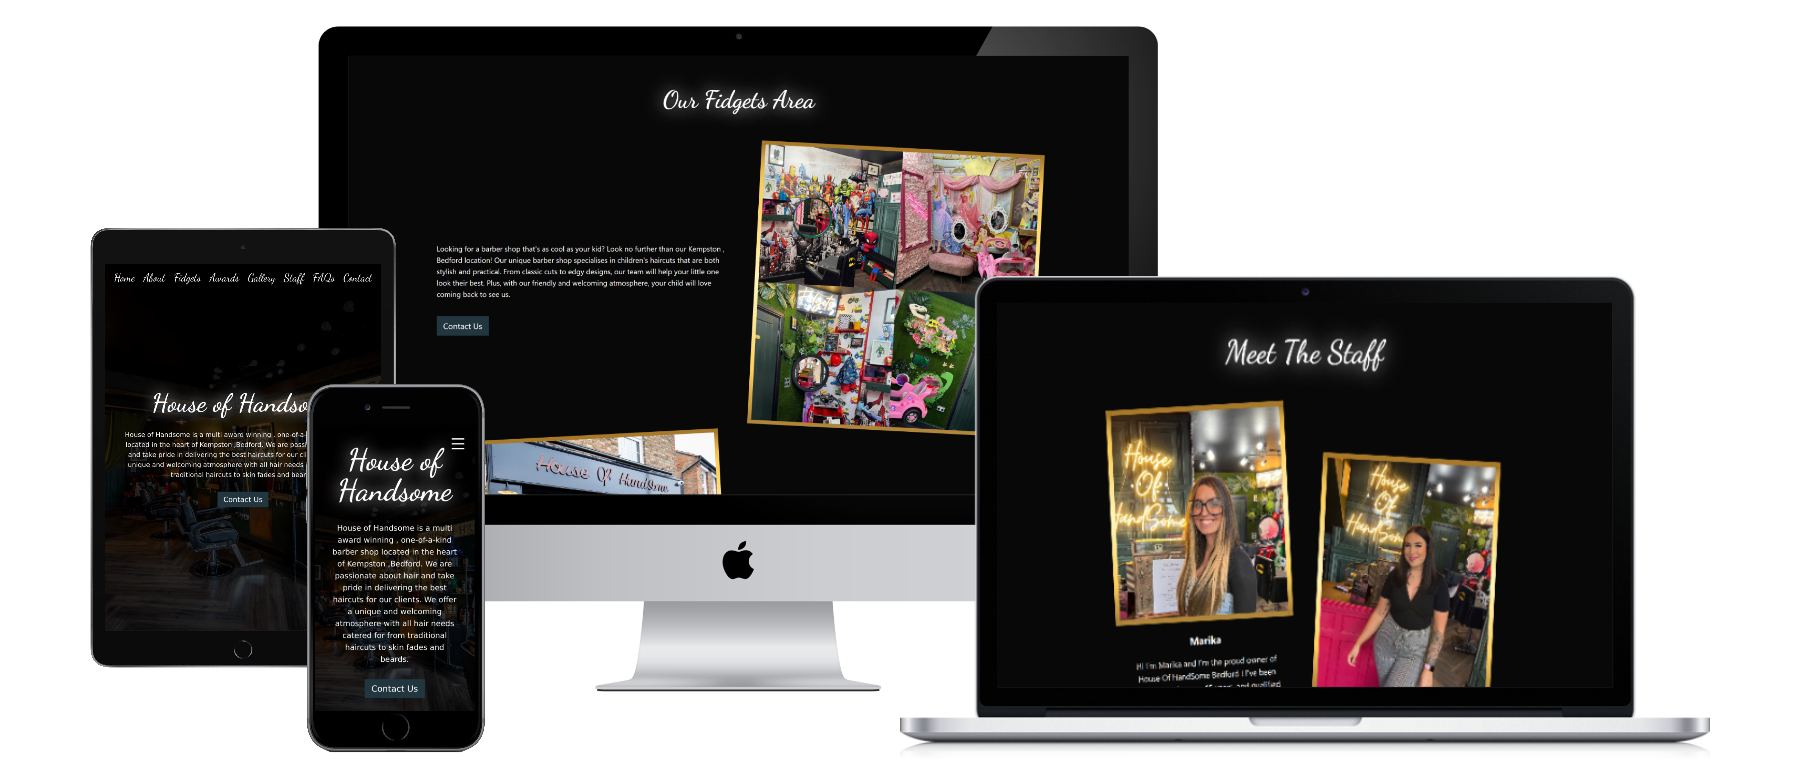 Our Fidgets Area
Looking for a barber shop that's as cool as your kid? Look no further than our Kempston ,
Bedford location! Our unique barber shop specialises in children's haircuts that are both
stylish and practical. From classic cuts to edgy designs, our team will help your little one
look their best. Plus, with our friendly and welcoming atmosphere, your child will love
coming back to see us.
Contact Us
House Of Handsome
Home About Fidgets Awards Gallery Staff FAQs Contact
House of Handso
House of Handsome is a multi award winning , one-of-a-
located in the heart of Kempston ,Bedford. We are pass
and take pride in delivering the best haircuts for our cl
unique and welcoming atmosphere with all hair needs
traditional haircuts to skin fades and bear
Contact Us
House of
Handsome
House of Handsome is a multi
award winning , one-of-a-kind
barber shop located in the heart
of Kempston ,Bedford. We are
passionate about hair and take
pride in delivering the best
haircuts for our clients. We offer
a unique and welcoming
atmosphere with all hair needs
catered for from traditional
haircuts to skin fades and
beards.
Contact Us
Meet The Staff
House
Of
HandSome
House
Of
HandSom
Marika
Hi I'm Marika and I'm the proud owner of
House Of HandSome Bedford ! I've been
years, and qualified